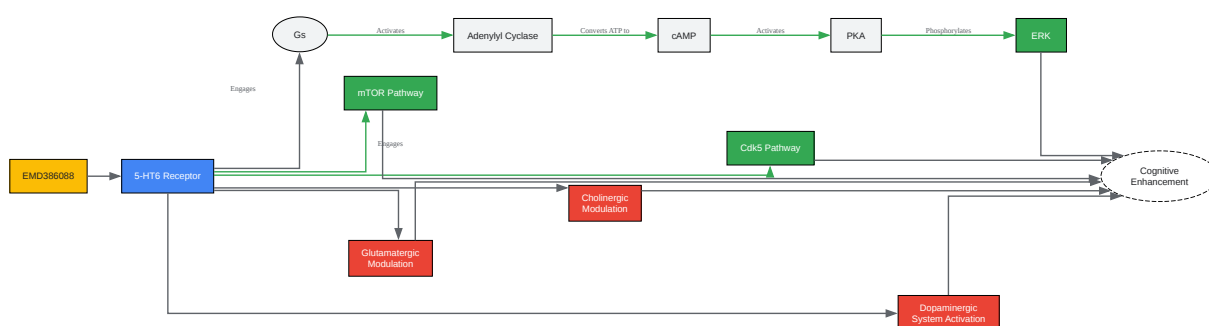 Gs
Activates
Adenylyl Cyclase
Converts ATP to
cAMP
Activates
PKA
Phosphorylates
ERK
Engages
mTOR Pathway
Engages
Cdk5 Pathway
EMD386088
5-HT6 Receptor
Cognitive
Enhancement
Cholinergic
Modulation
Glutamatergic
Modulation
Dopaminergic
System Activation